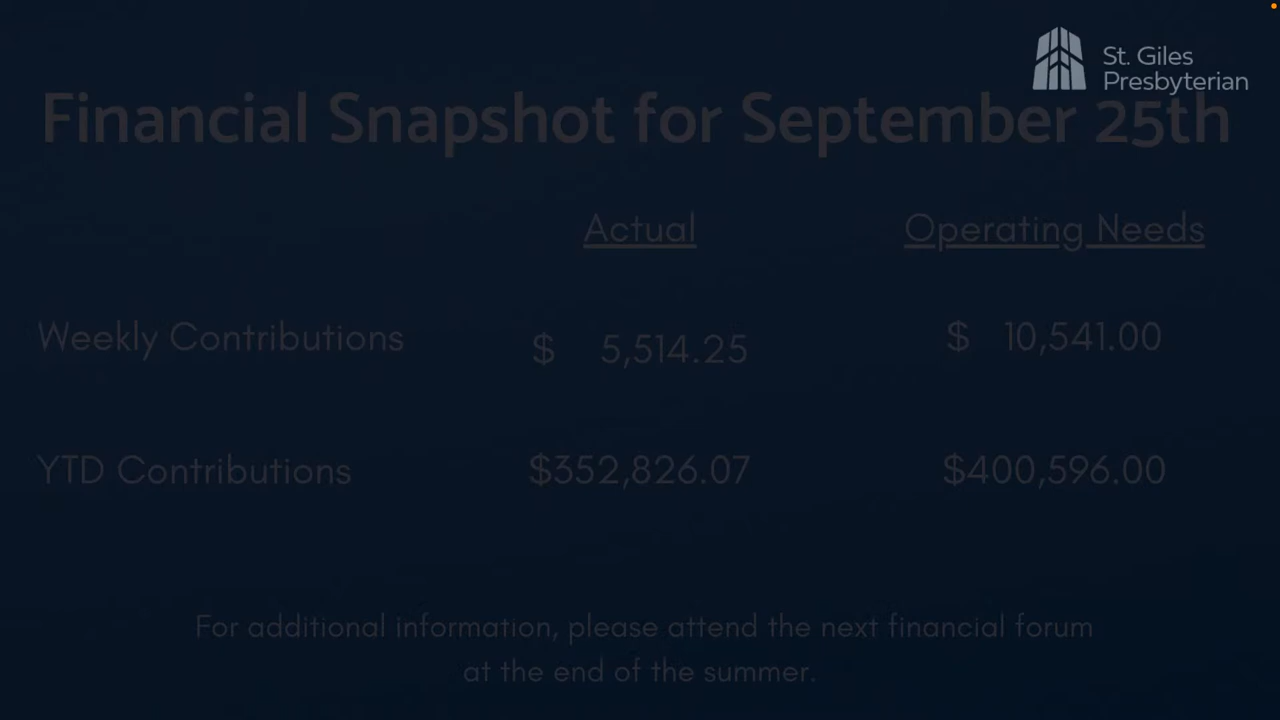 St. Giles
Presbyterian
Financial Snapshot for September 25th
Actual Operating Needs
Weekly Contributions $ 5,514.25 $ 10,541.00
YTD Contributions $352,826.07 $400,596.00
For additional information, please attend the next financial forum
at the end of the summer.